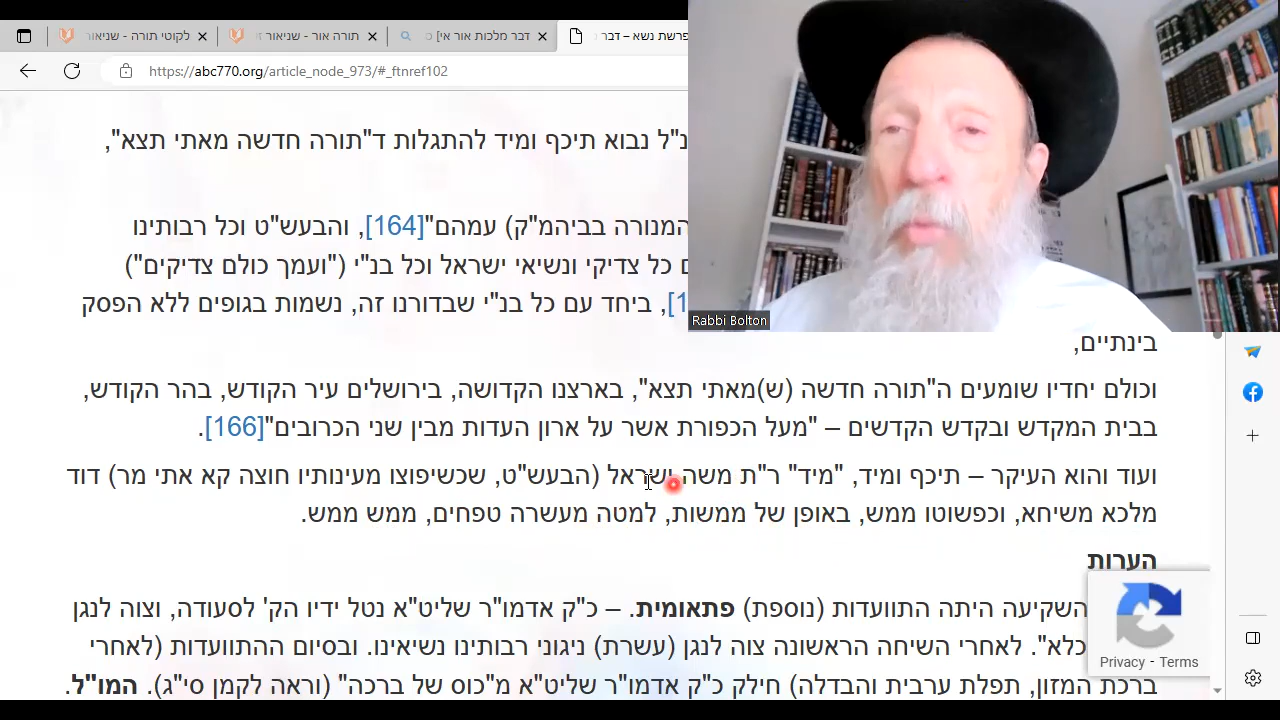 לקוטי תורה - שניאור
תורה אור - שניאור ז
דבר מלכות אור אי] כ
פרשת נשא – דבר
https://abc770.org/article_node_973/#_ftnref102
נ"ל נבוא תיכף ומיד להתגלות ד"תורה חדשה מאתי תצא",
המנורה בביהמ"ק) עמהם"[164], והבעש"ט וכל רבותינו
ם כל צדיקי ונשיאי ישראל וכל בנ"י ("ועמך כולם צדיקים")
, ביחד עם כל בנ"י שבדורנו זה, נשמות בגופים ללא הפסק
בינתיים,
Rabbi Bolton
וכולם יחדיו שומעים ה"תורה חדשה (ש)מאתי תצא", בארצנו הקדושה, בירושלים עיר הקודש, בהר הקודש,
בבית המקדש ובקדש הקדשים – "מעל הכפורת אשר על ארון העדות מבין שני הכרובים"[166].
ועוד והוא העיקר – תיכף ומיד, "מיד" ר"ת משה ישראל (הבעש"ט, שכשיפוצו מעינותיו חוצה קא אתי מר) דוד
מלכא משיחא, וכפשוטו ממש, באופן של ממשות, למטה מעשרה טפחים, ממש ממש.
הערות
השקיעה היתה התוועדות (נוספת) פתאומית. – כ"ק אדמו"ר שליט"א נטל ידיו הק' לסעודה, וצוה לנגן
כלא". לאחרי השיחה הראשונה צוה לנגן (עשרת) ניגוני רבותינו נשיאינו. ובסיום ההתוועדות (לאחרי
ברכת המזון, תפלת ערבית והבדלה) חילק כ"ק אדמו"ר שליט"א מ"כוס של ברכה" (וראה לקמן סי"ג). המו"ל.
Privacy - Terms